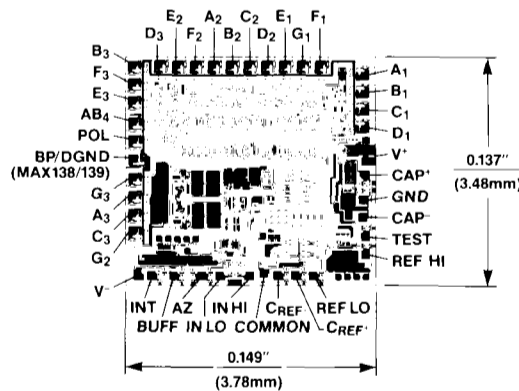 E₂ A₂ C₂ E₁ F₁
D₃ F₂ B₂ D₂ G₁
B₃
F₃
E₃
AB₄
POL
BP/DGND
(MAX138/139)
G₃
A₃
C₃
G₂
V⁻
A₁
B₁
C₁
D₁
V⁺
CAP⁺
GND
CAP⁻
TEST
REF HI
0.137"
(3.48mm)
INT AZ IN HI CREF⁻ REF LO
BUFF IN LO COMMON CREF⁺
0.149"
(3.78mm)